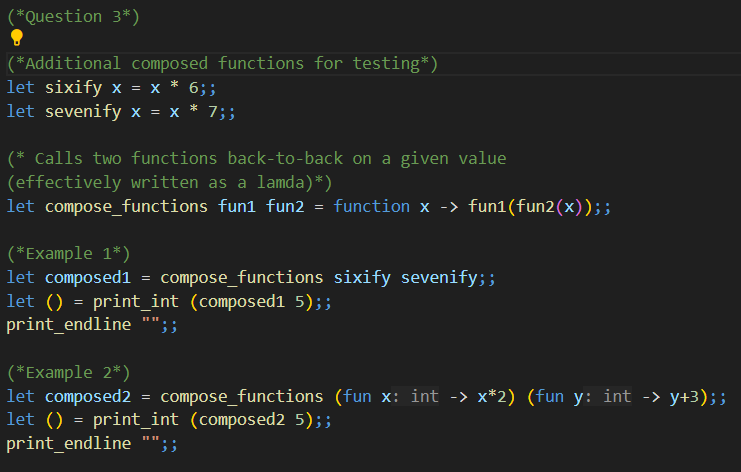 (*Question 3*)
(*Additional composed functions for testing*)
let sixify x = x * 6;;
let sevenify x = x * 7;;
(* Calls two functions back-to-back on a given value
(effectively written as a lamda)*)
let compose_functions fun1 fun2 = function x -> fun1(fun2(x));;
(*Example 1*)
let composed1 = compose_functions sixify sevenify;;
let () = print_int (composed1 5);;
print_endline "";;
(*Example 2*)
let composed2 = compose_functions (fun x: int -> x*2) (fun y: int -> y+3);;
let () = print_int (composed2 5);;
print_endline "";;